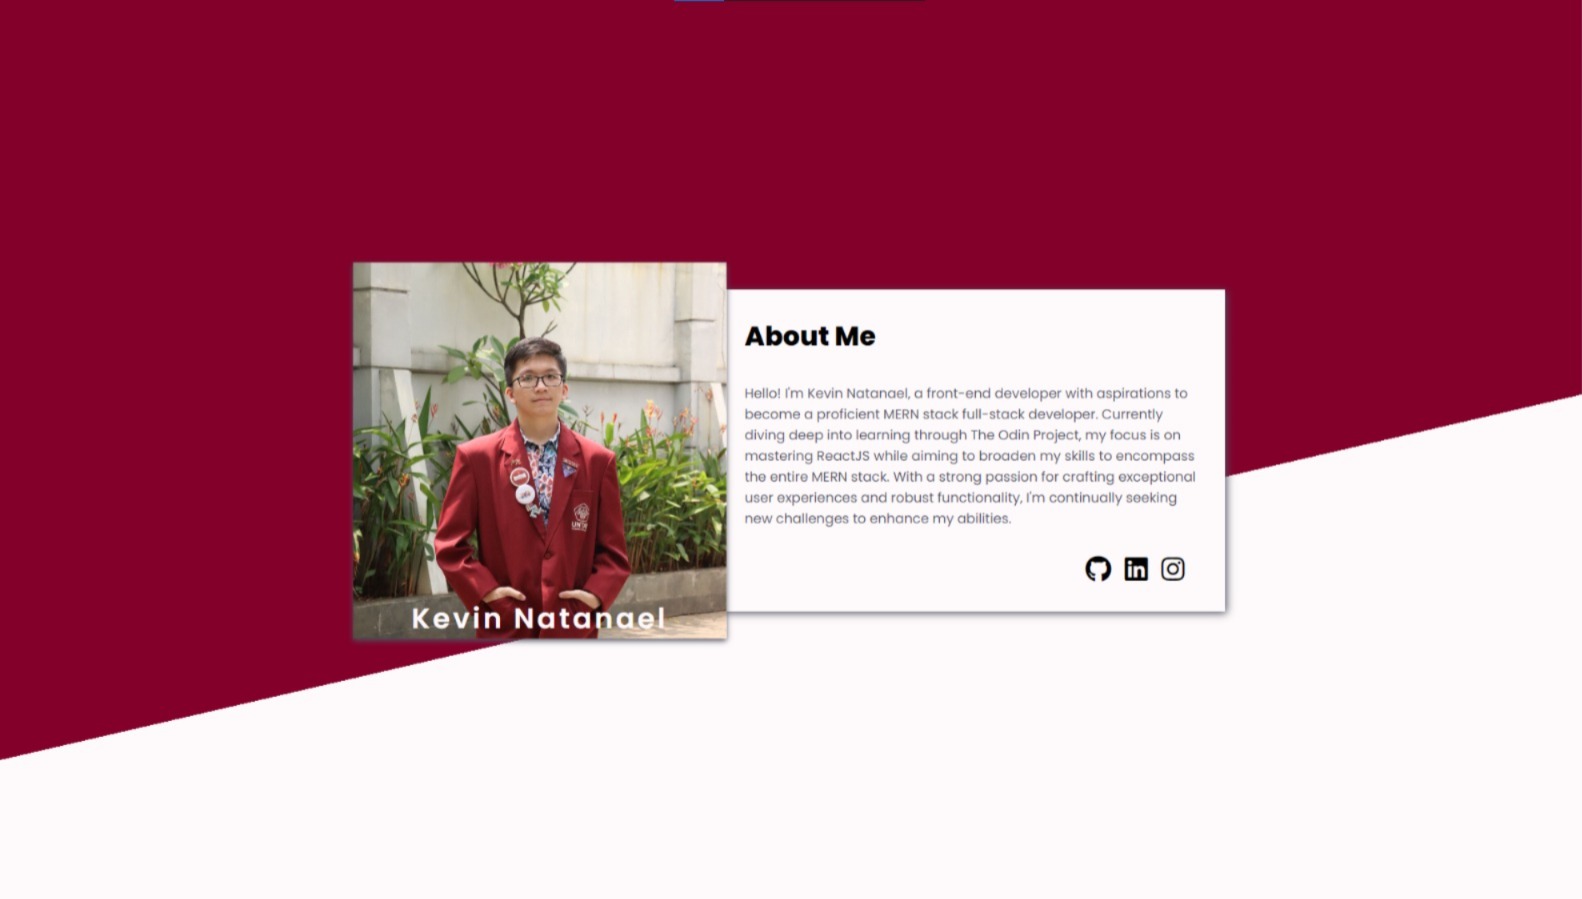 About Me
Hello! I'm Kevin Natanael, a front-end developer with aspirations to
become a proficient MERN stack full-stack developer. Currently
diving deep into learning through The Odin Project, my focus is on
mastering ReactJS while aiming to broaden my skills to encompass
the entire MERN stack. With a strong passion for crafting exceptional
user experiences and robust functionality, I'm continually seeking
new challenges to enhance my abilities.
in
Kevin Natanael